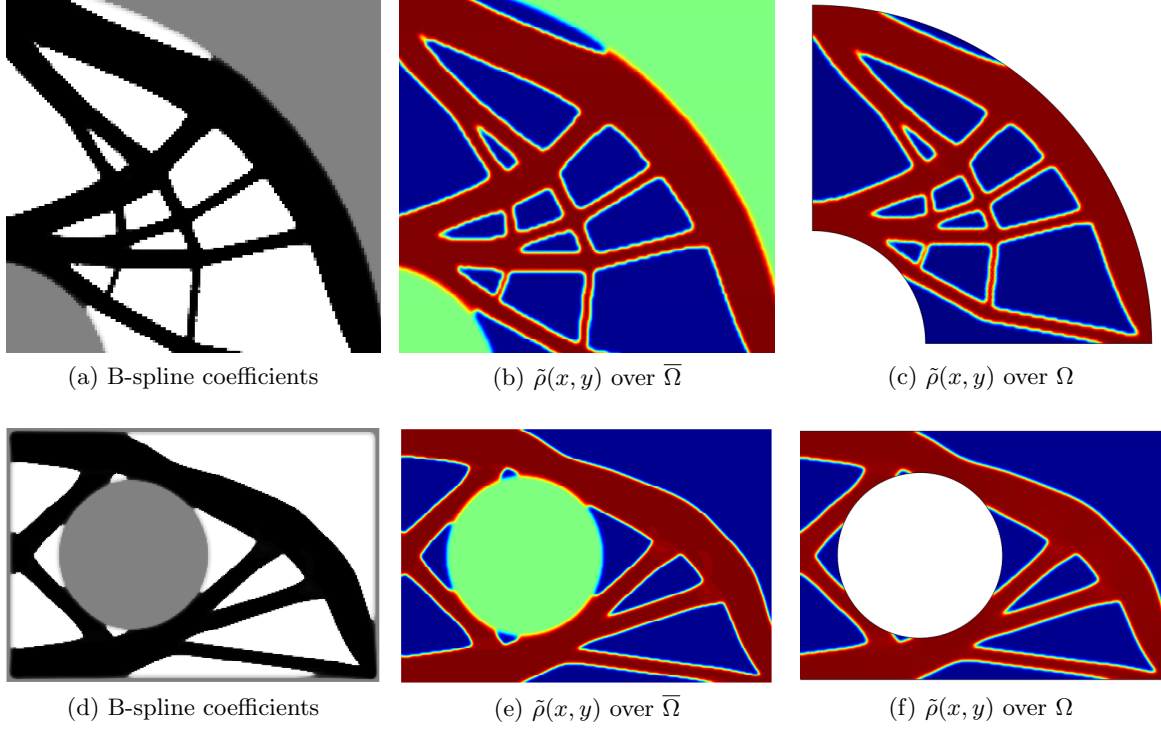 (a) B-spline coefficients
(b) ρ̃(x, y) over Ω̅
(c) ρ̃(x, y) over Ω
(d) B-spline coefficients
(e) ρ̃(x, y) over Ω̅
(f) ρ̃(x, y) over Ω